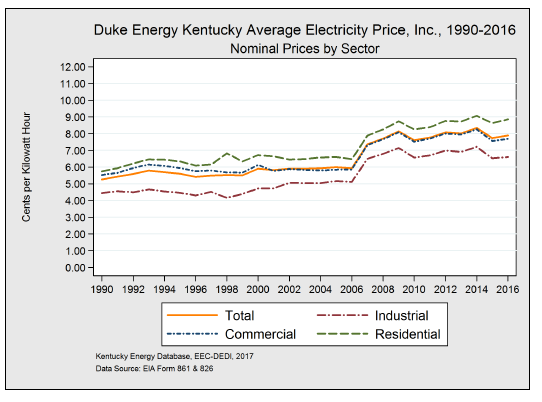 Duke Energy Kentucky Average Electricity Price, Inc., 1990-2016
Nominal Prices by Sector
Cents per Kilowatt Hour
12.00
11.00
10.00
9.00
8.00
7.00
6.00
5.00
4.00
3.00
2.00
1.00
0.00
1990 1992 1994 1996 1998 2000 2002 2004 2006 2008 2010 2012 2014 2016
Total Industrial
Commercial Residential
Kentucky Energy Database, EEC-DEDI, 2017
Data Source: EIA Form 861 & 826